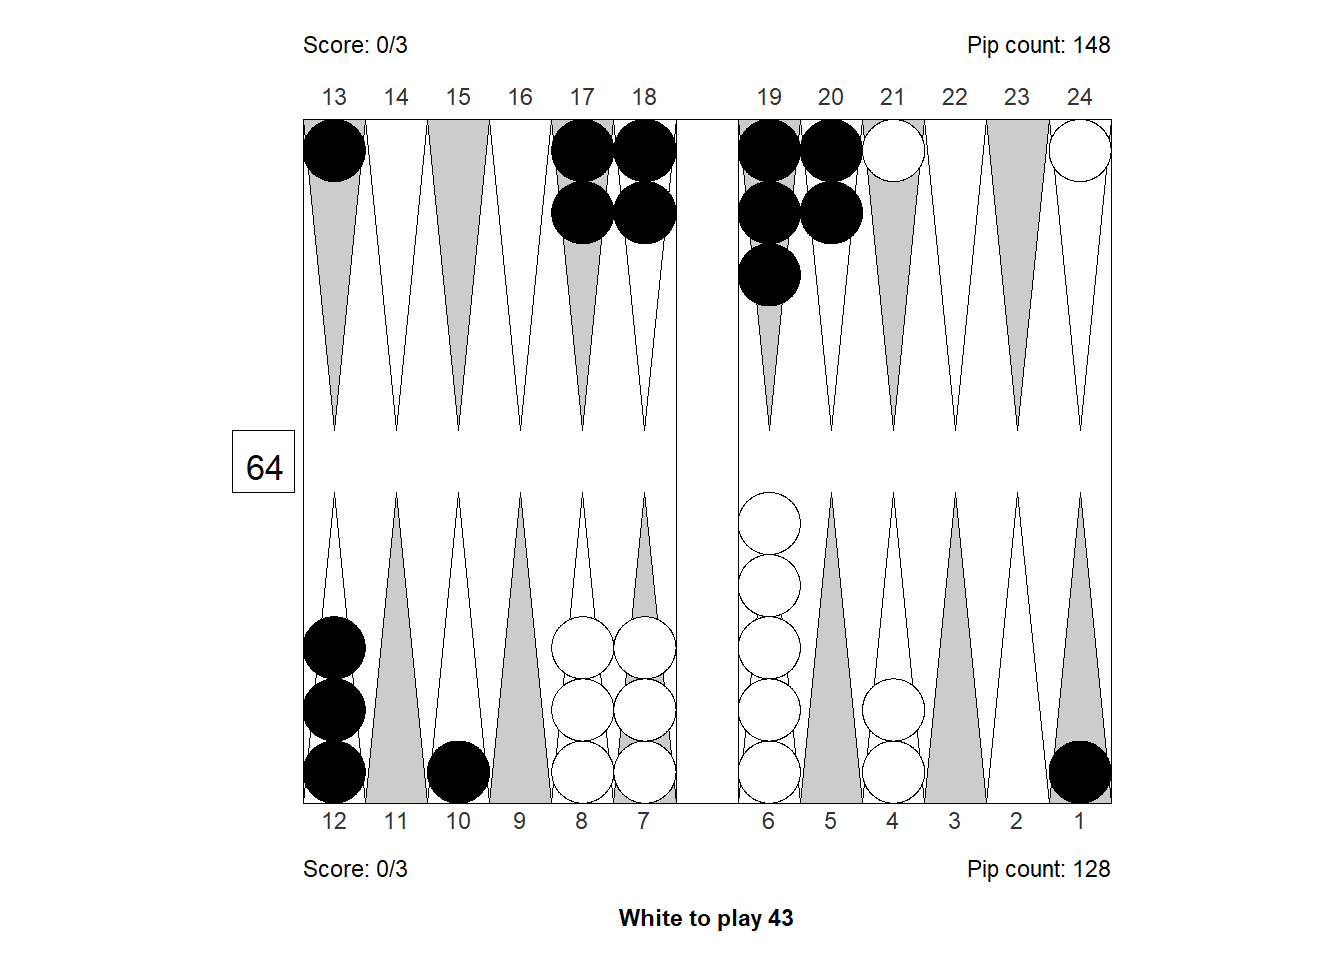 Score: 0/3 Pip count: 148
13 14 15 16 17 18 19 20 21 22 23 24
64
12 11 10 9 8 7 6 5 4 3 2 1
Score: 0/3 Pip count: 128
White to play 43